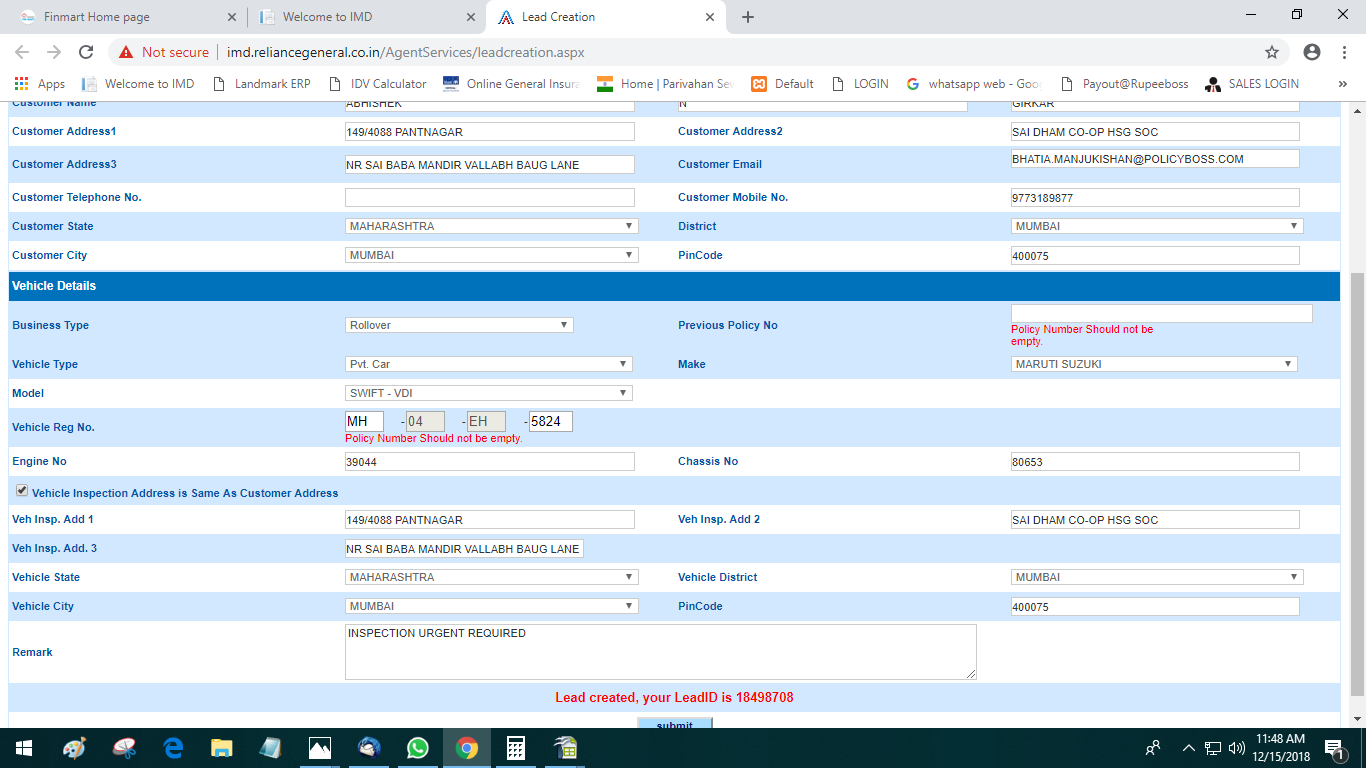 Finmart Home page
Welcome to IMD
Lead Creation
Not secure | imd.reliancegeneral.co.in/AgentServices/leadcreation.aspx
Apps Welcome to IMD Landmark ERP IDV Calculator Online General Insura Home | Parivahan Se Default LOGIN whatsapp web - Goo Payout@Rupeeboss SALES LOGIN »
Customer Name ABHISHEK N GIRKAR
Customer Address1 149/4088 PANTNAGAR Customer Address2 SAI DHAM CO-OP HSG SOC
Customer Address3 NR SAI BABA MANDIR VALLABH BAUG LANE Customer Email BHATIA.MANJUKISHAN@POLICYBOSS.COM
Customer Telephone No. Customer Mobile No. 9773189877
Customer State MAHARASHTRA District MUMBAI
Customer City MUMBAI PinCode 400075
Vehicle Details
Business Type Rollover Previous Policy No
Policy Number Should not be
empty.
Vehicle Type Pvt. Car Make MARUTI SUZUKI
Model SWIFT - VDI
Vehicle Reg No. MH -04 -EH -5824
Policy Number Should not be empty.
Engine No 39044 Chassis No 80653
Vehicle Inspection Address is Same As Customer Address
Veh Insp. Add 1 149/4088 PANTNAGAR Veh Insp. Add 2 SAI DHAM CO-OP HSG SOC
Veh Insp. Add. 3 NR SAI BABA MANDIR VALLABH BAUG LANE
Vehicle State MAHARASHTRA Vehicle District MUMBAI
Vehicle City MUMBAI PinCode 400075
Remark INSPECTION URGENT REQUIRED
Lead created, your LeadID is 18498708
submit
11:48 AM
12/15/2018
1